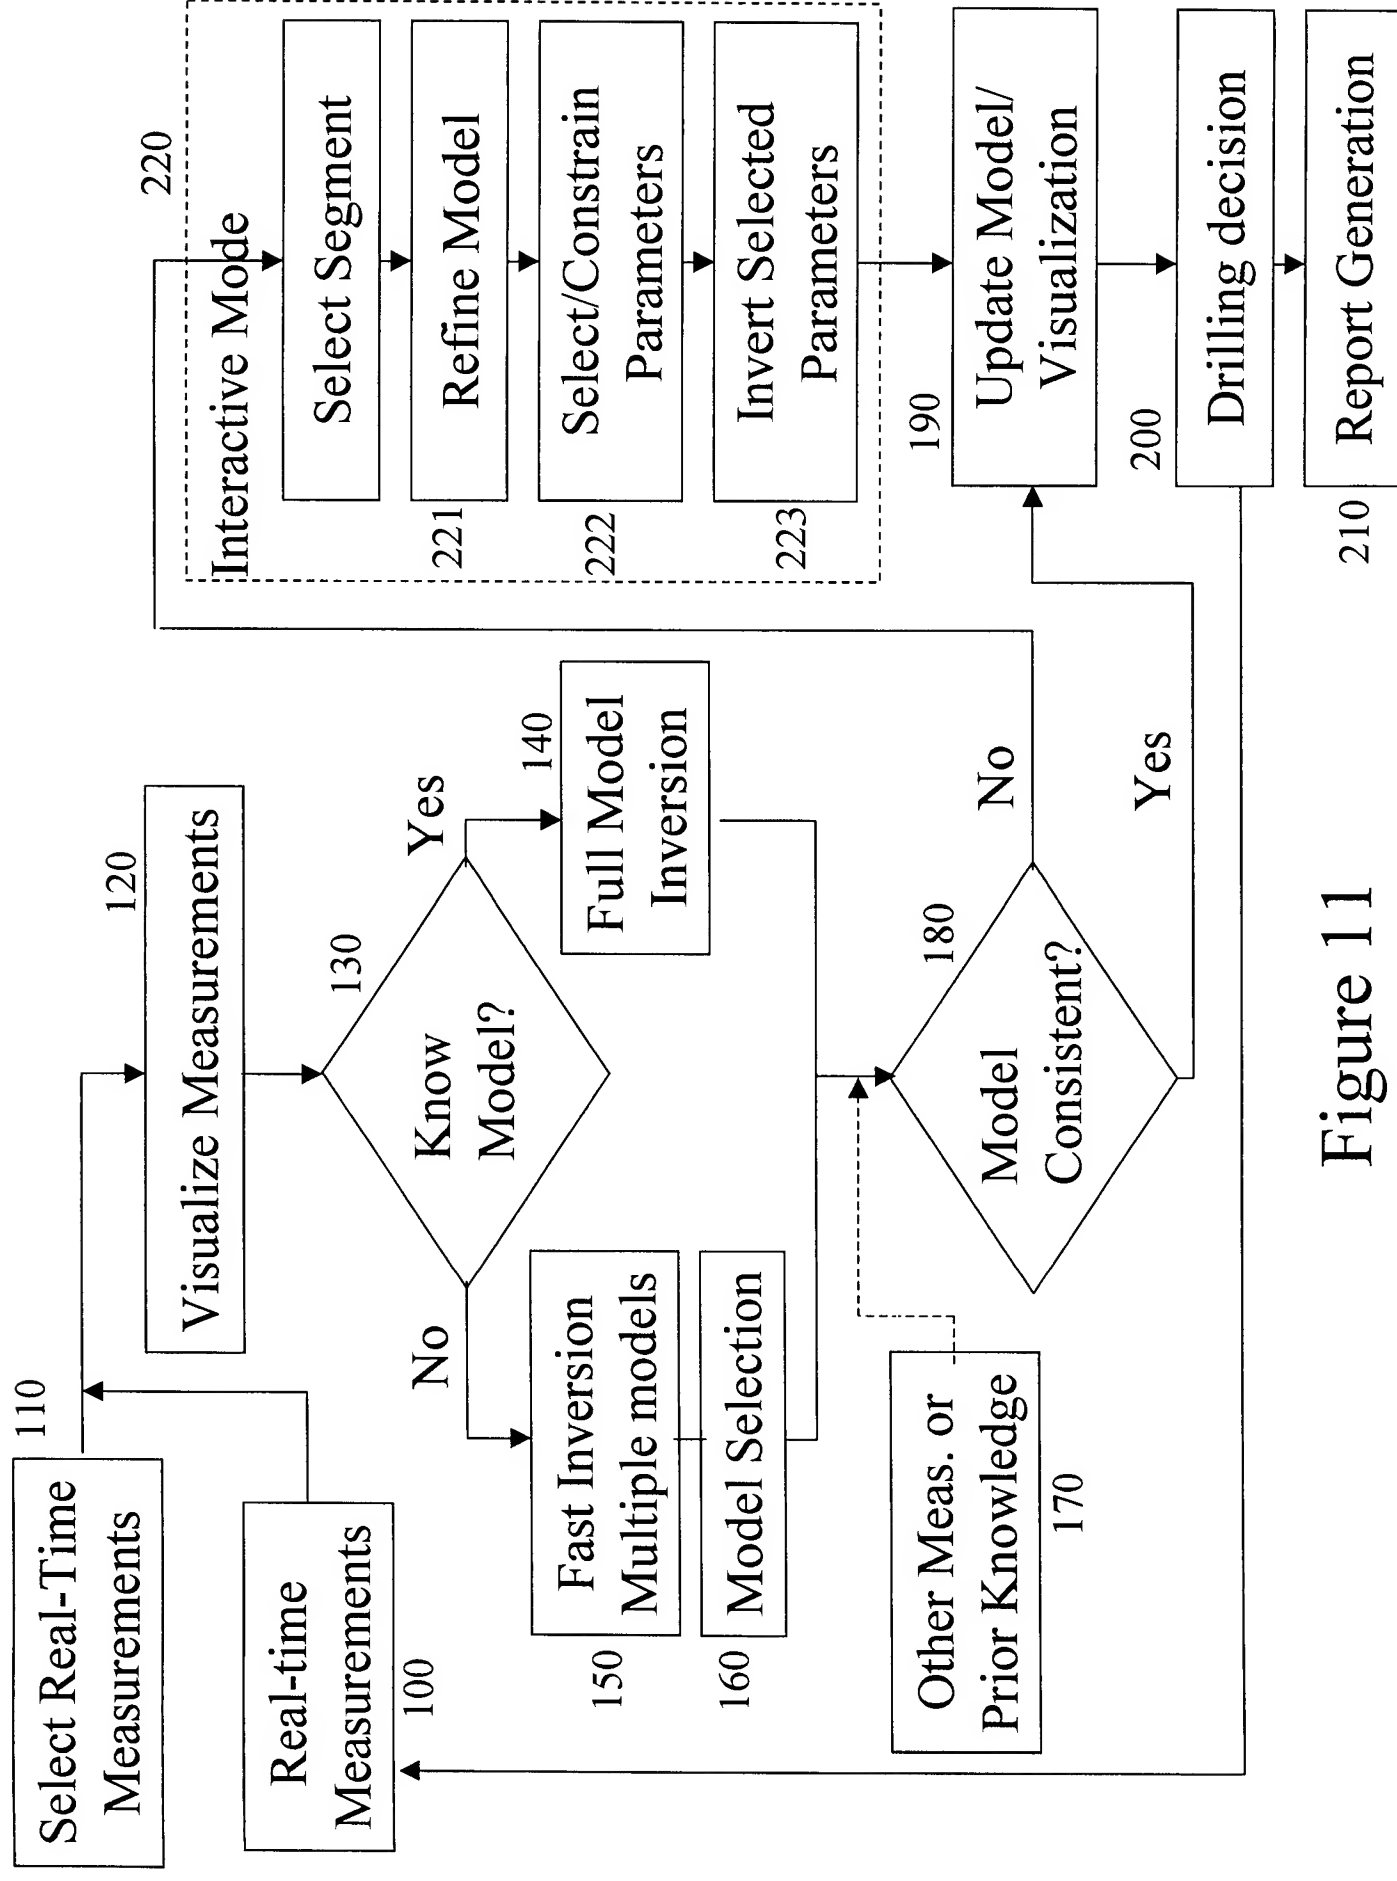 110
Select Real-Time
Measurements
Real-time
Measurements
100
120
Visualize Measurements
130
Know
Model?
Yes
No
140
Full Model
Inversion
Fast Inversion
Multiple models
150
Model Selection
160
Other Meas. or
Prior Knowledge
170
180
Model
Consistent?
No
Yes
220
Interactive Mode
Select Segment
Refine Model
221
Select/Constrain
Parameters
222
Invert Selected
Parameters
223
190
Update Model/
Visualization
200
Drilling decision
Report Generation
210
Figure 11